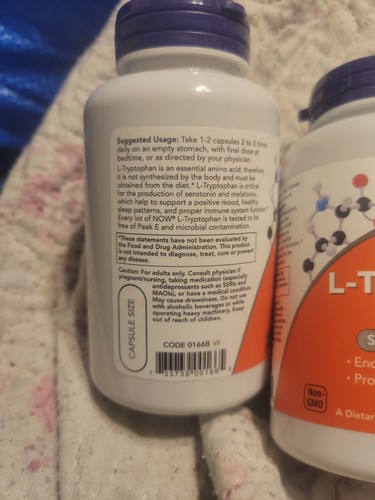 Suggested Usage: Take 1-2 capsules 2 to 3 times
daily on an empty stomach, with final dose at
bedtime, or as directed by your physician.
L-Tryptophan is an essential amino acid; therefore,
it is not synthesized by the body and must be
obtained from the diet.* L-Tryptophan is critical
for the production of serotonin and melatonin,
which help to support a positive mood, healthy
sleep patterns, and proper immune system function.*
Every lot of NOW® L-Tryptophan is tested to be
free of Peak E and microbial contamination.
*These statements have not been evaluated by
the Food and Drug Administration. This product
is not intended to diagnose, treat, cure or prevent
any disease.
Caution: For adults only. Consult physician if
pregnant/nursing, taking medication (especially
antidepressants such as SSRIs and
MAOIs), or have a medical condition.
May cause drowsiness. Do not use
with alcoholic beverages or while
operating heavy machinery. Keep
out of reach of children.
CAPSULE SIZE
CODE 0166B V5
7 33739 00166
L-T
S
· Enc
· Pro
Non-
GMO
A Dietar